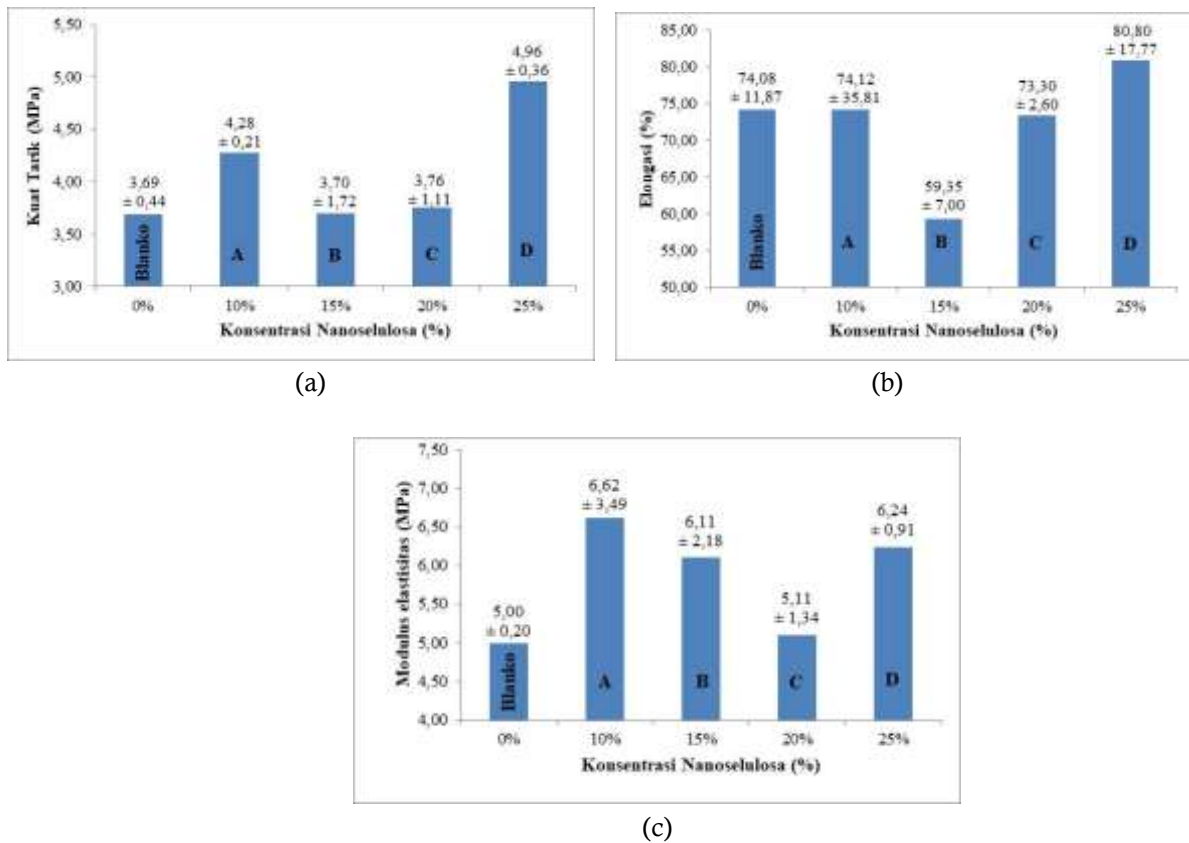 5,50
5,00
4,50
4,00
3,50
3,00
Kuat Tarik (MPa)
3,69
± 0,44
4,28
± 0,21
3,70
± 1,72
3,76
± 1,11
4,96
± 0,36
Blanko
A
B
C
D
0% 10% 15% 20% 25%
Konsentrasi Nanoselulosa (%)
(a)
85,00
80,00
75,00
70,00
65,00
60,00
55,00
50,00
Elongasi (%)
74,08
± 11,87
74,12
± 35,81
59,35
± 7,00
73,30
± 2,60
80,80
± 17,77
Blanko
A
B
C
D
0% 10% 15% 20% 25%
Konsentrasi Nanoselulosa (%)
(b)
7,50
7,00
6,50
6,00
5,50
5,00
4,50
4,00
Modulus elastisitas (MPa)
5,00
± 0,20
6,62
± 3,49
6,11
± 2,18
5,11
± 1,34
6,24
± 0,91
Blanko
A
B
C
D
0% 10% 15% 20% 25%
Konsentrasi Nanoselulosa (%)
(c)